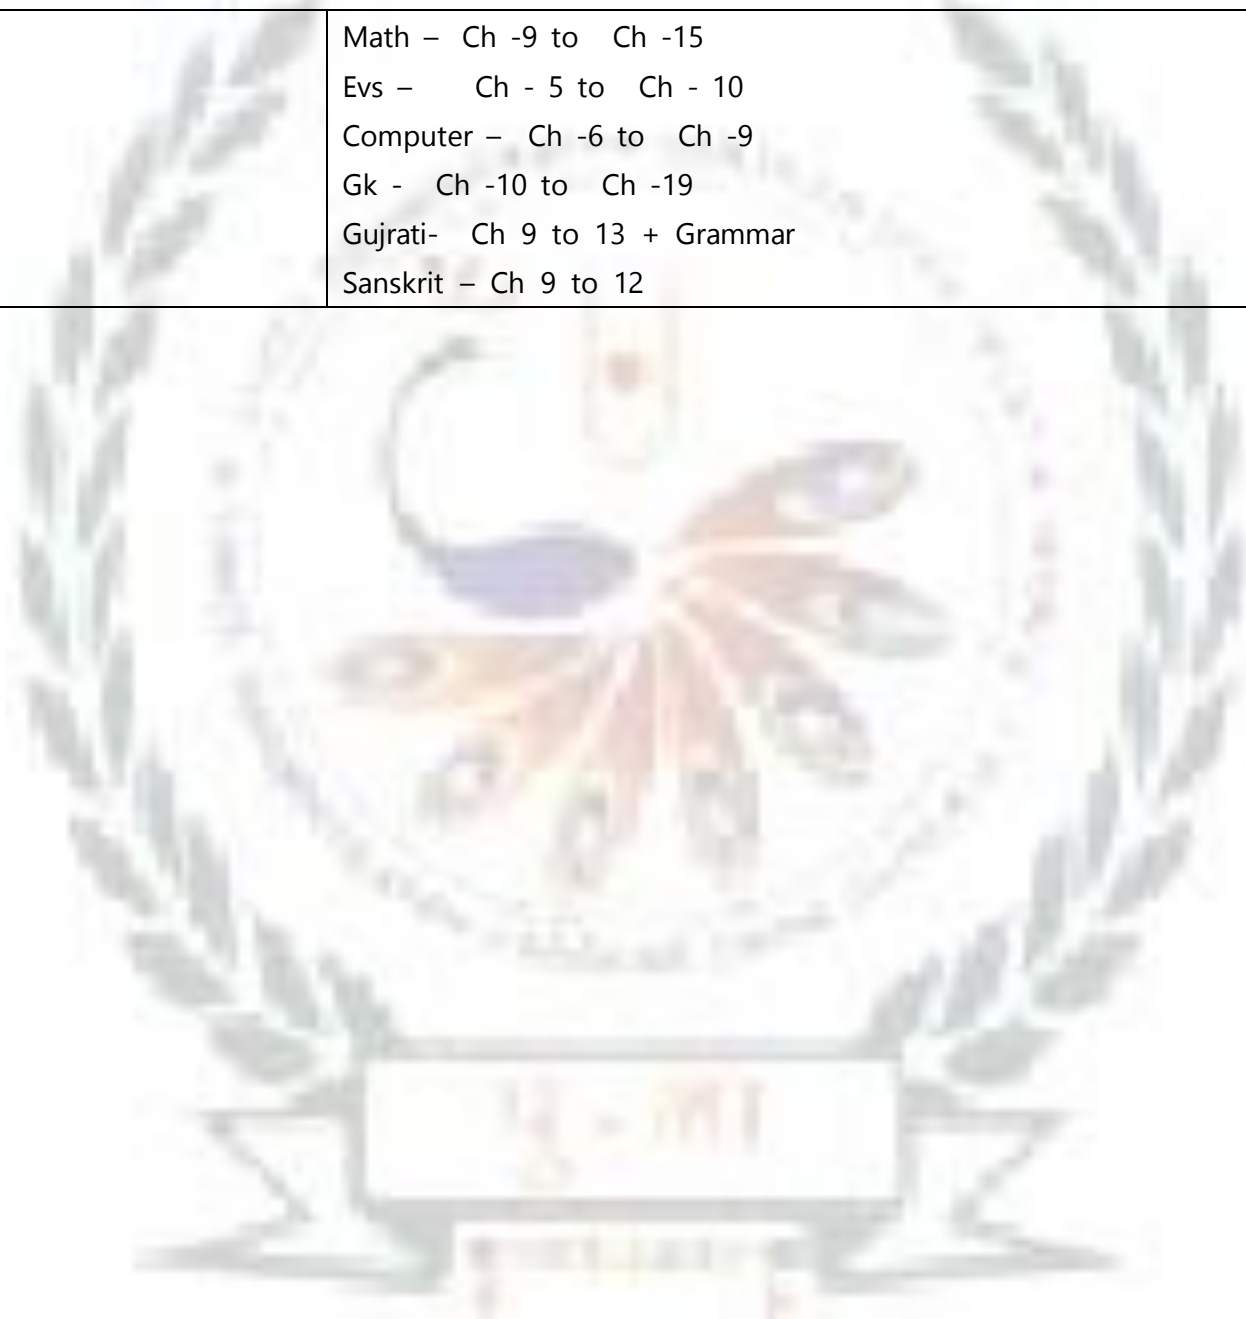 Math – Ch -9 to Ch -15
Evs – Ch - 5 to Ch - 10
Computer – Ch -6 to Ch -9
Gk - Ch -10 to Ch -19
Gujrati- Ch 9 to 13 + Grammar
Sanskrit – Ch 9 to 12